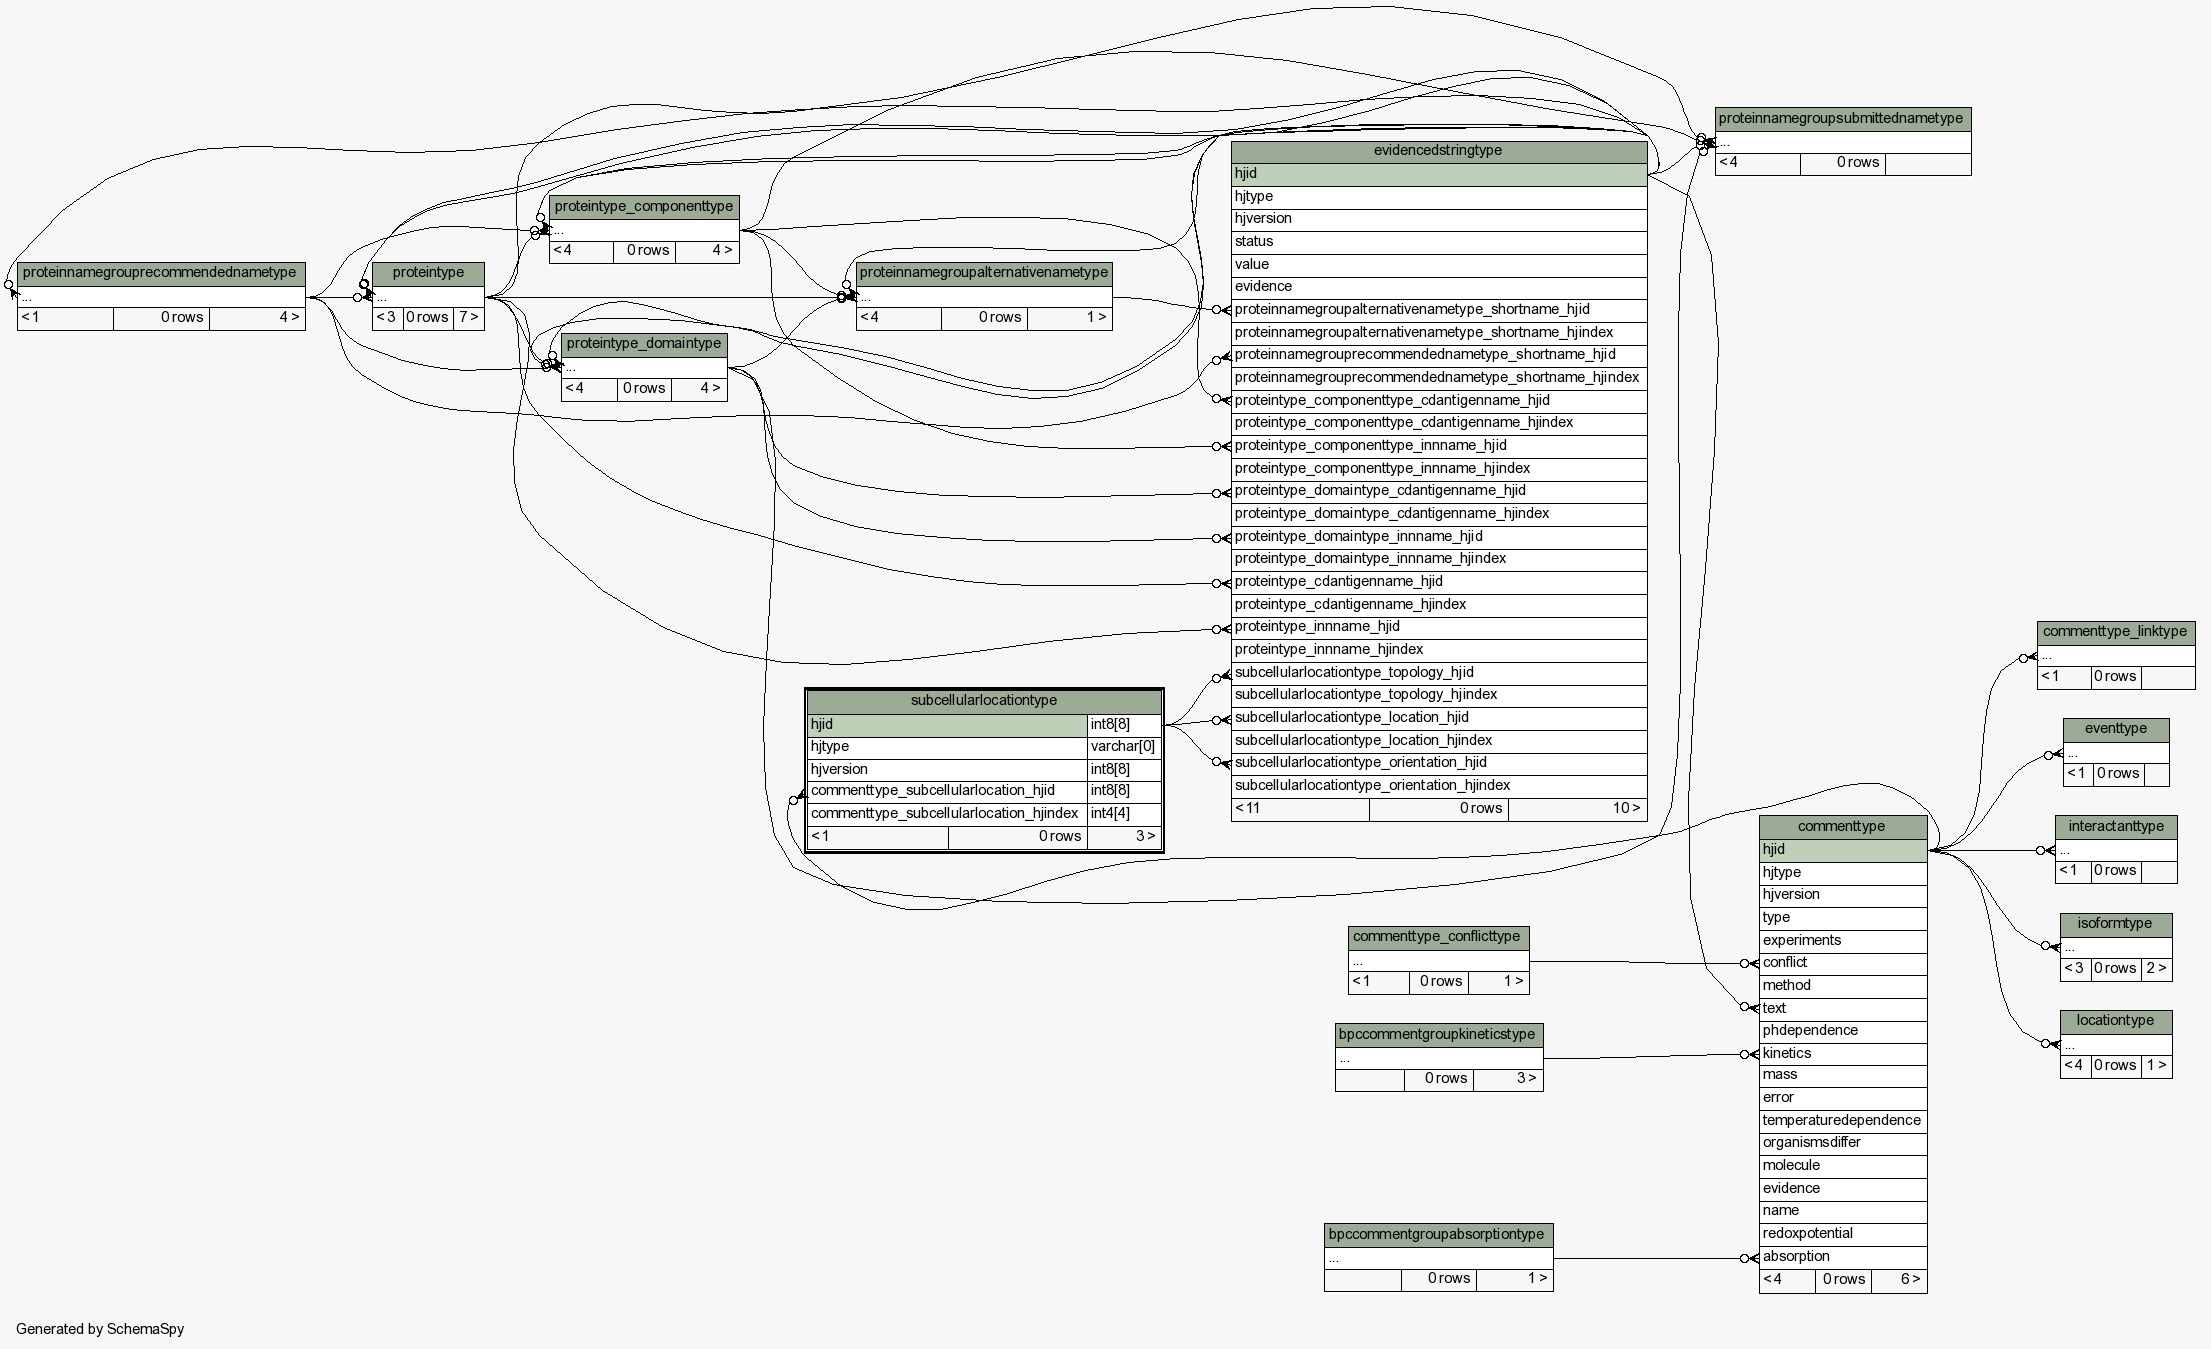 proteinnamegroupsubmittednametype
...
< 4 0 rows
evidencedstringtype
hjid
hjtype
hjversion
status
value
evidence
proteinnamegroupalternativenametype_shortname_hjid
proteinnamegroupalternativenametype_shortname_hjindex
proteinnamegrouprecommendednametype_shortname_hjid
proteinnamegrouprecommendednametype_shortname_hjindex
proteintype_componenttype_cdantigenname_hjid
proteintype_componenttype_cdantigenname_hjindex
proteintype_componenttype_innname_hjid
proteintype_componenttype_innname_hjindex
proteintype_domaintype_cdantigenname_hjid
proteintype_domaintype_cdantigenname_hjindex
proteintype_domaintype_innname_hjid
proteintype_domaintype_innname_hjindex
proteintype_cdantigenname_hjid
proteintype_cdantigenname_hjindex
proteintype_innname_hjid
proteintype_innname_hjindex
subcellularlocationtype_topology_hjid
subcellularlocationtype_topology_hjindex
subcellularlocationtype_location_hjid
subcellularlocationtype_location_hjindex
subcellularlocationtype_orientation_hjid
subcellularlocationtype_orientation_hjindex
< 11 0 rows 10 >
proteintype_componenttype
...
< 4 0 rows 4 >
proteinnamegrouprecommendednametype
...
< 1 0 rows 4 >
proteintype
...
< 3 0 rows 7 >
proteinnamegroupalternativenametype
...
< 4 0 rows 1 >
proteintype_domaintype
...
< 4 0 rows 4 >
subcellularlocationtype
hjid int8[8]
hjtype varchar[0]
hjversion int8[8]
commenttype_subcellularlocation_hjid int8[8]
commenttype_subcellularlocation_hjindex int4[4]
< 1 0 rows 3 >
commenttype_linktype
...
< 1 0 rows
eventtype
...
< 1 0 rows
interactanttype
...
< 1 0 rows
isoformtype
...
< 3 0 rows 2 >
locationtype
...
< 4 0 rows 1 >
commenttype
hjid
hjtype
hjversion
type
experiments
conflict
method
text
phdependence
kinetics
mass
error
temperaturedependence
organismsdiffer
molecule
evidence
name
redoxpotential
absorption
< 4 0 rows 6 >
commenttype_conflicttype
...
< 1 0 rows 1 >
bpccommentgroupkineticstype
...
0 rows 3 >
bpccommentgroupabsorptiontype
...
0 rows 1 >
Generated by SchemaSpy